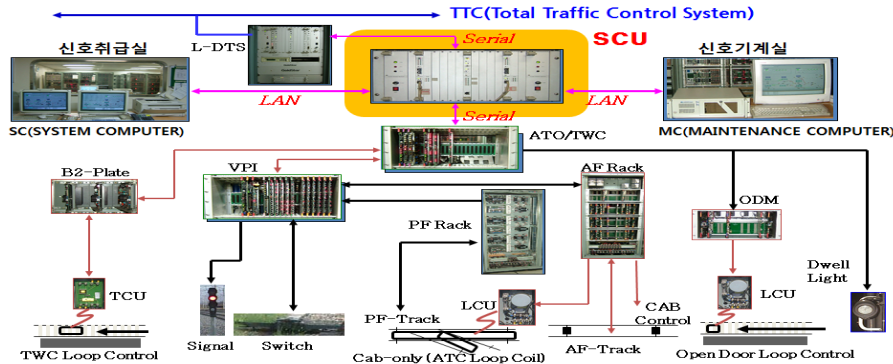 TTC(Total Traffic Control System)
신호취급실
L-DTS
Serial
SCU
신호기계실
LAN
LAN
SC(SYSTEM COMPUTER)
Serial
MC(MAINTENANCE COMPUTER)
ATO/TWC
B2-Plate
VPI
AF Rack
ODM
PF Rack
Dwell
Light
TCU
LCU
LCU
PF-Track
CAB
Control
Signal
Switch
TWC Loop Control
Cab-only (ATC Loop Coil)
AF-Track
Open Door Loop Control